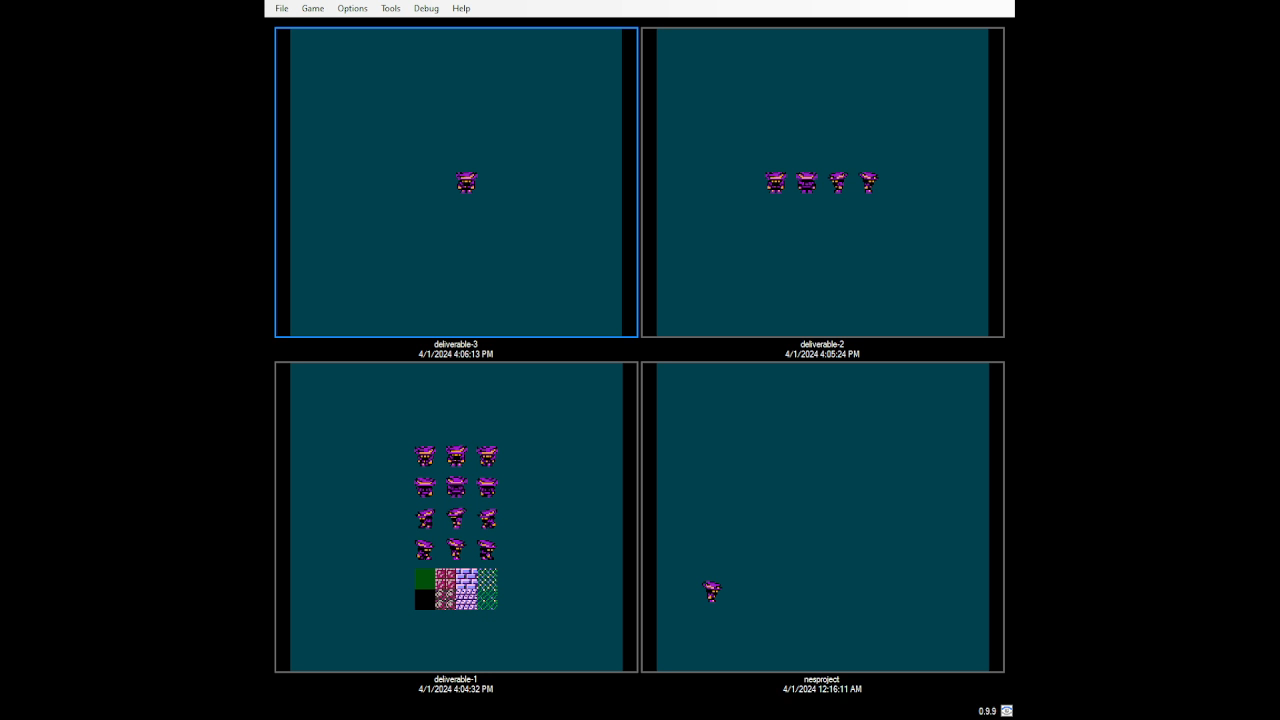 File Game Options Tools Debug Help
deliverable-3
4/1/2024 4:06:13 PM
deliverable-2
4/1/2024 4:05:24 PM
deliverable-1
4/1/2024 4:04:32 PM
nesproject
4/1/2024 12:16:11 AM
0.9.9